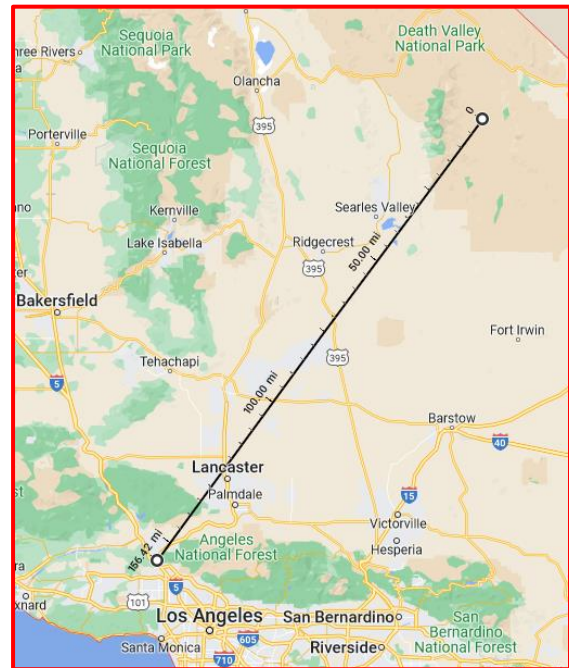 Sequoia
National Park
Death Valley
National Park
ree Rivers
Olancha
395
0
Porterville
Sequoia
National Forest
Kernville
Searles Valley
Lake Isabella
Ridgecrest
50.00 mi
395
Bakersfield
Fort Irwin
Tehachapi
395
5
100.00 mi
Barstow
40
Lancaster
15
Palmdale
Victorville
156.42 mi
Angeles
National Forest
Hesperia
5
101
xnard
Los Angeles
San Bernardino
San
Bernardino
National Forest
Santa Monica
605
Riverside
710